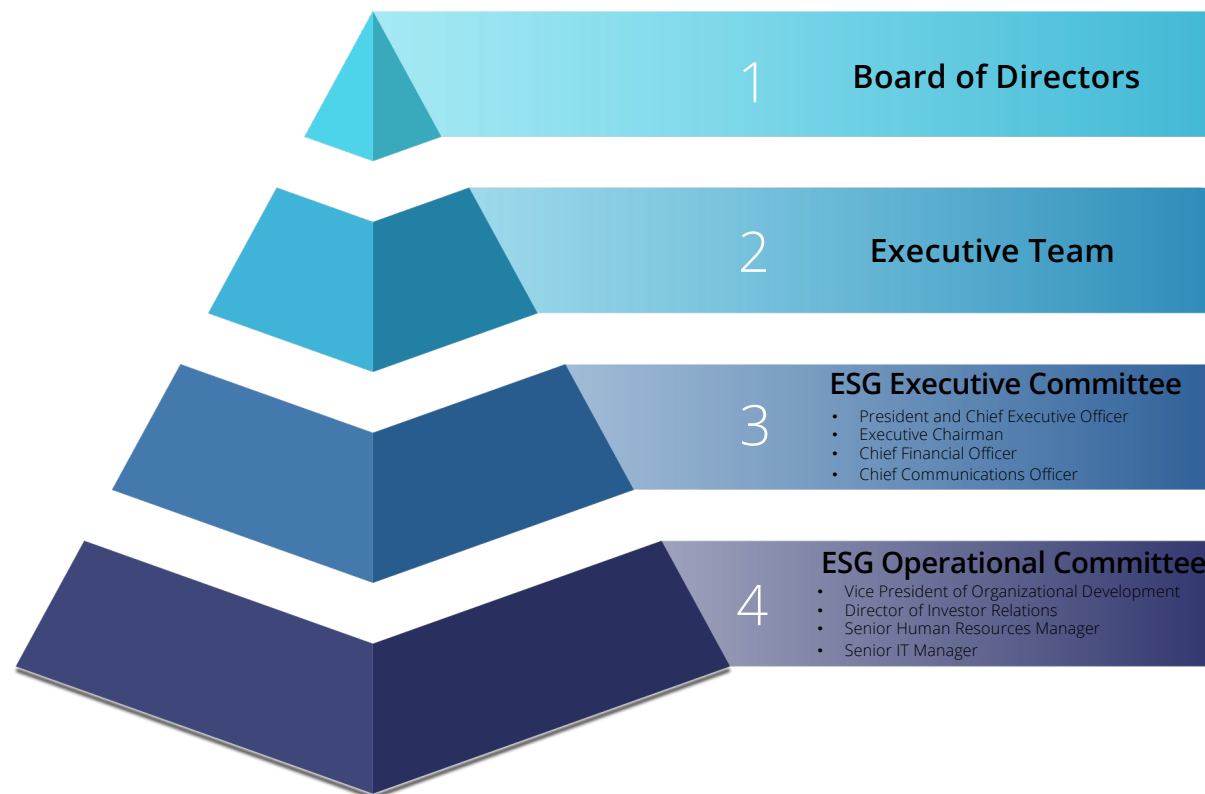 1
Board of Directors
2
Executive Team
3
ESG Executive Committee
• President and Chief Executive Officer
• Executive Chairman
• Chief Financial Officer
• Chief Communications Officer
4
ESG Operational Committee
• Vice President of Organizational Development
• Director of Investor Relations
• Senior Human Resources Manager
• Senior IT Manager